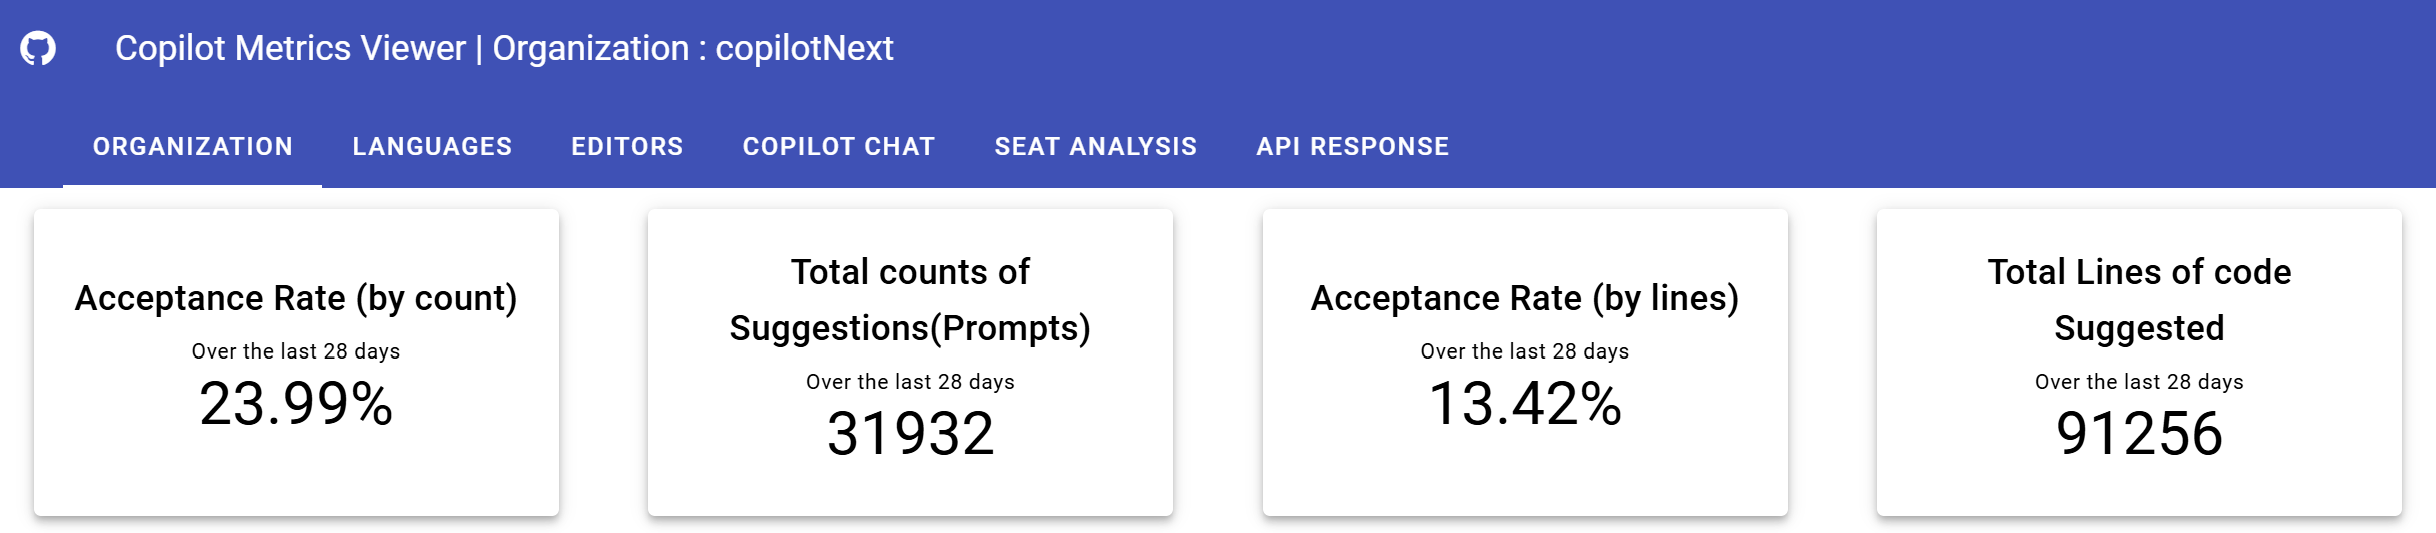 Copilot Metrics Viewer | Organization : copilotNext
ORGANIZATION LANGUAGES EDITORS COPILOT CHAT SEAT ANALYSIS API RESPONSE
Acceptance Rate (by count)
Over the last 28 days
23.99%
Total counts of
Suggestions(Prompts)
Over the last 28 days
31932
Acceptance Rate (by lines)
Over the last 28 days
13.42%
Total Lines of code
Suggested
Over the last 28 days
91256